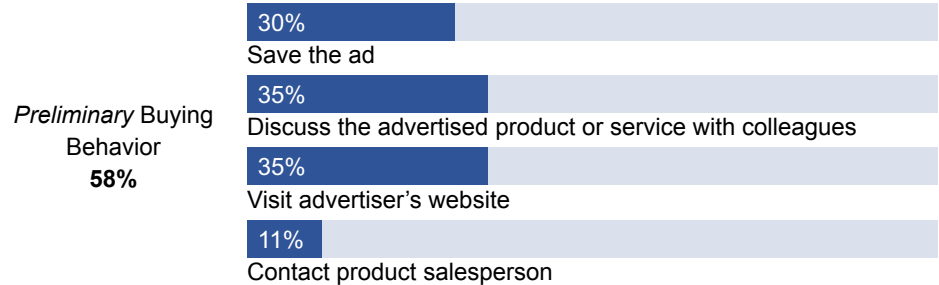 Preliminary Buying
Behavior
58%
30%
Save the ad
35%
Discuss the advertised product or service with colleagues
35%
Visit advertiser’s website
11%
Contact product salesperson